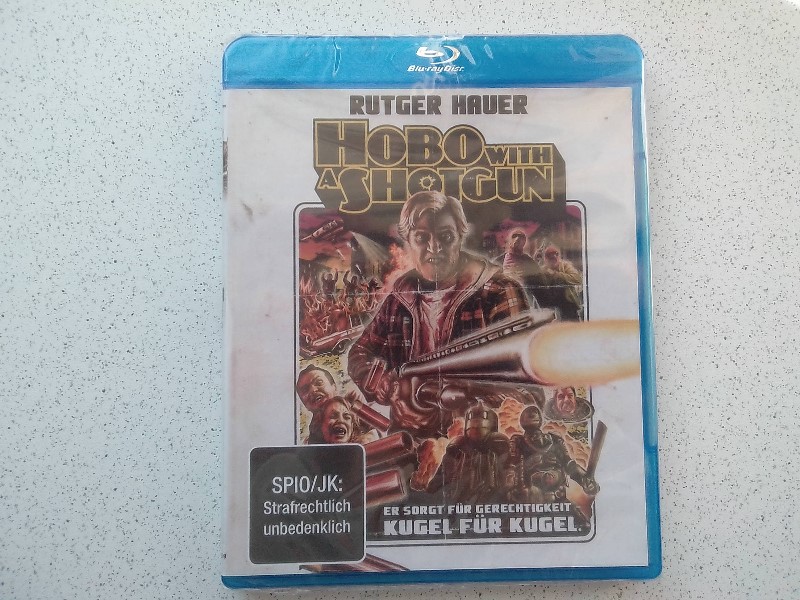 Blu-ray Disc
RUTGER HAUER
HOBO WITH
A SHOTGUN
SPIO/JK:
Strafrechtlich
unbedenklich
ER SORGT FÜR GERECHTIGKEIT
KUGEL FÜR KUGEL.